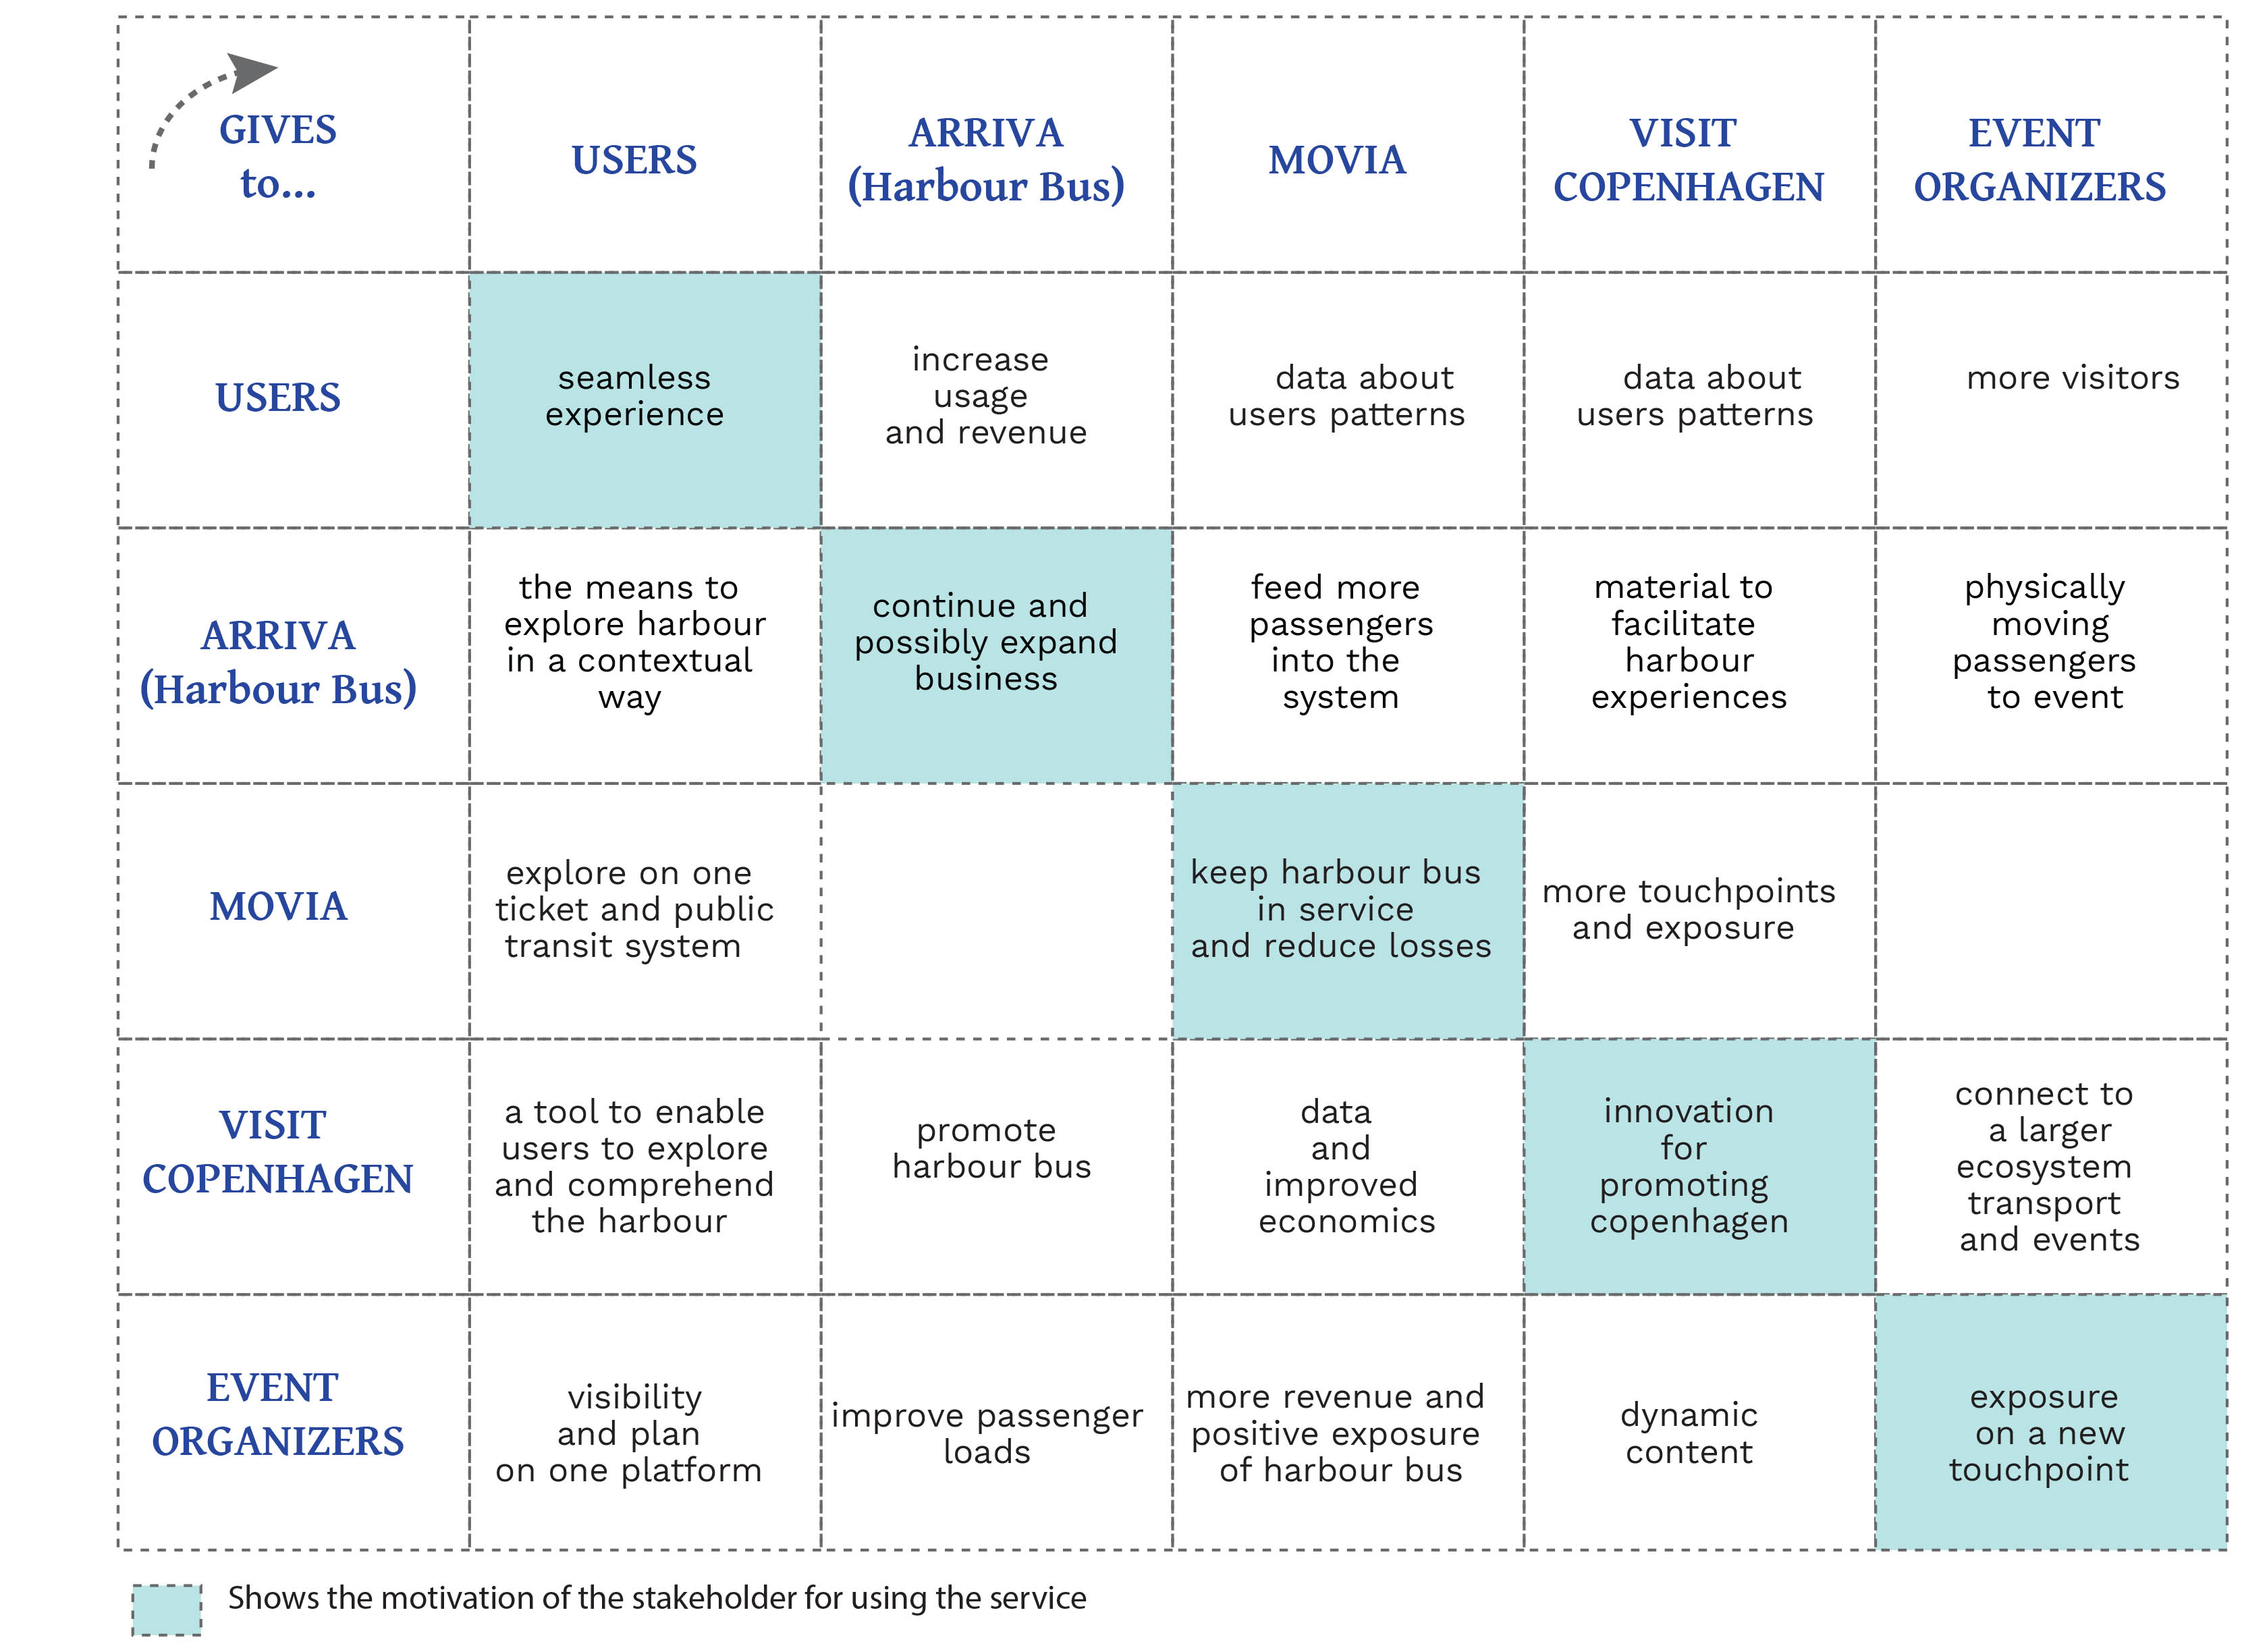 GIVES
to...
USERS
ARRIVA
(Harbour Bus)
MOVIA
VISIT
COPENHAGEN
EVENT
ORGANIZERS
USERS
seamless
experience
increase
usage
and revenue
data about
users patterns
data about
users patterns
more visitors
ARRIVA
(Harbour Bus)
the means to
explore harbour
in a contextual
way
continue and
possibly expand
business
feed more
passengers
into the
system
material to
facilitate
harbour
experiences
physically
moving
passengers
to event
MOVIA
explore on one
ticket and public
transit system
keep harbour bus
in service
and reduce losses
more touchpoints
and exposure
VISIT
COPENHAGEN
a tool to enable
users to explore
and comprehend
the harbour
promote
harbour bus
data
and
improved
economics
innovation
for
promoting
copenhagen
connect to
a larger
ecosystem
transport
and events
EVENT
ORGANIZERS
visibility
and plan
on one platform
improve passenger
loads
more revenue and
positive exposure
of harbour bus
dynamic
content
exposure
on a new
touchpoint
Shows the motivation of the stakeholder for using the service